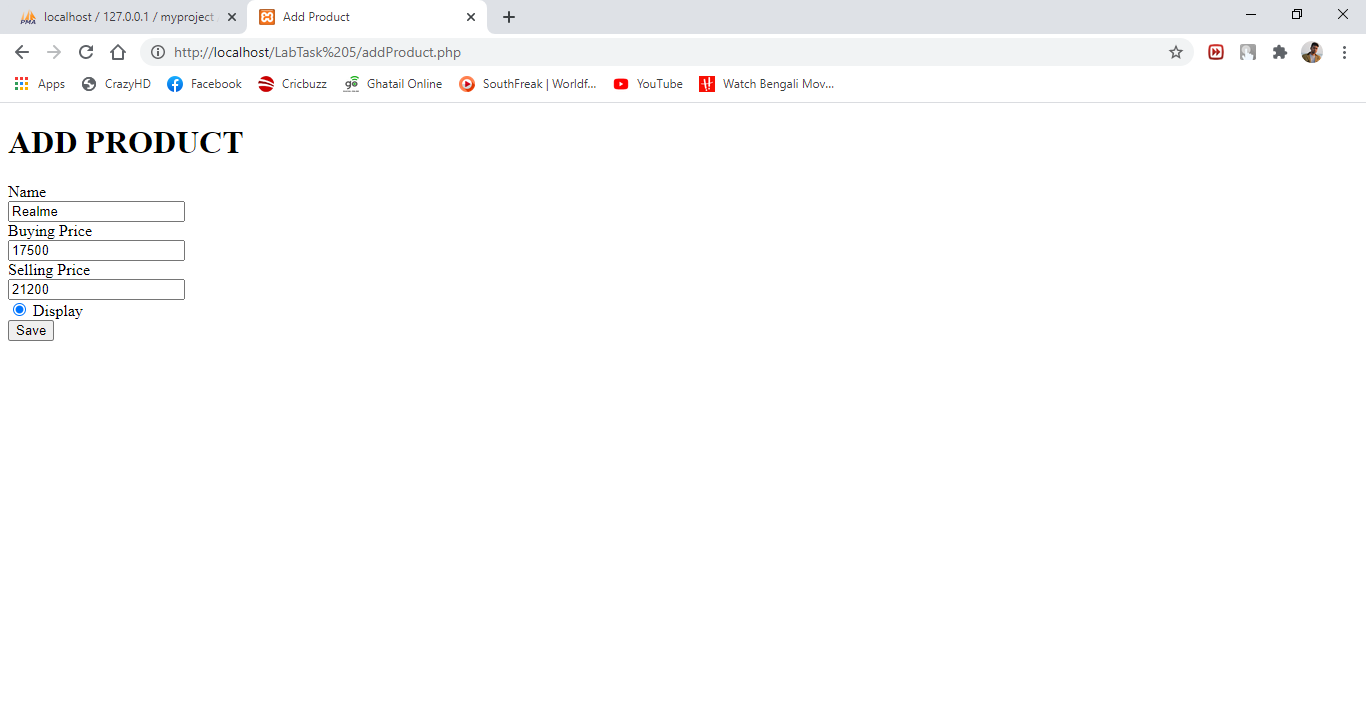 PMA localhost / 127.0.0.1 / myproject
Add Product
http://localhost/LabTask%205/addProduct.php
Apps CrazyHD Facebook Cricbuzz ge Ghatail Online SouthFreak | Worldf... YouTube Watch Bengali Mov...
ADD PRODUCT
Name
Realme
Buying Price
17500
Selling Price
21200
Display
Save